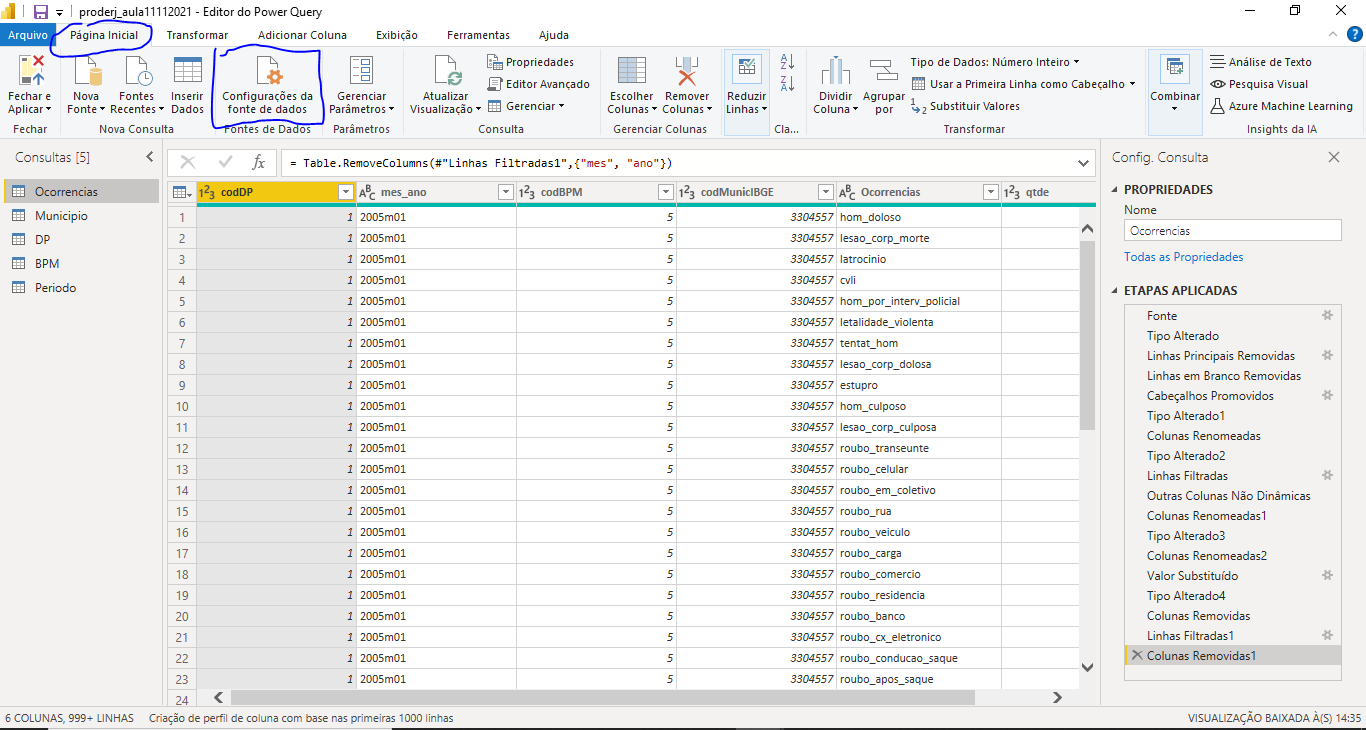 proderj_aula11112021 - Editor do Power Query
Arquivo Página Inicial Transformar Adicionar Coluna Exibição Ferramentas Ajuda
Fechar e Aplicar
Fechar
Nova Fonte
Fontes Recentes
Inserir Dados
Nova Consulta
Configurações da fonte de dados
Fontes de Dados
Gerenciar Parâmetros
Parâmetros
Atualizar Visualização
Propriedades
Editor Avançado
Gerenciar
Consulta
Escolher Colunas
Remover Colunas
Gerenciar Colunas
Reduzir Linhas
Cla...
Dividir Coluna
Agrupar por
Tipo de Dados: Número Inteiro
Usar a Primeira Linha como Cabeçalho
Substituir Valores
Transformar
Combinar
Análise de Texto
Pesquisa Visual
Azure Machine Learning
Insights da IA
Consultas [5]
Ocorrencias
Municipio
DP
BPM
Periodo
fx = Table.RemoveColumns(#"Linhas Filtradas1",{"mes", "ano"})
codDP mes_ano codBPM codMunicIBGE Ocorrencias qtde
1 1 2005m01 5 3304557 hom_doloso
2 1 2005m01 5 3304557 lesao_corp_morte
3 1 2005m01 5 3304557 latrocinio
4 1 2005m01 5 3304557 cvli
5 1 2005m01 5 3304557 hom_por_interv_policial
6 1 2005m01 5 3304557 letalidade_violenta
7 1 2005m01 5 3304557 tentat_hom
8 1 2005m01 5 3304557 lesao_corp_dolosa
9 1 2005m01 5 3304557 estupro
10 1 2005m01 5 3304557 hom_culposo
11 1 2005m01 5 3304557 lesao_corp_culposa
12 1 2005m01 5 3304557 roubo_transeunte
13 1 2005m01 5 3304557 roubo_celular
14 1 2005m01 5 3304557 roubo_em_coletivo
15 1 2005m01 5 3304557 roubo_rua
16 1 2005m01 5 3304557 roubo_veiculo
17 1 2005m01 5 3304557 roubo_carga
18 1 2005m01 5 3304557 roubo_comercio
19 1 2005m01 5 3304557 roubo_residencia
20 1 2005m01 5 3304557 roubo_banco
21 1 2005m01 5 3304557 roubo_cx_eletronico
22 1 2005m01 5 3304557 roubo_conducao_saque
23 1 2005m01 5 3304557 roubo_apos_saque
24
Config. Consulta
PROPRIEDADES
Nome
Ocorrencias
Todas as Propriedades
ETAPAS APLICADAS
Fonte
Tipo Alterado
Linhas Principais Removidas
Linhas em Branco Removidas
Cabeçalhos Promovidos
Tipo Alterado1
Colunas Renomeadas
Tipo Alterado2
Linhas Filtradas
Outras Colunas Não Dinâmicas
Colunas Renomeadas1
Tipo Alterado3
Colunas Renomeadas2
Valor Substituído
Tipo Alterado4
Colunas Removidas
Linhas Filtradas1
Colunas Removidas1
6 COLUNAS, 999+ LINHAS Criação de perfil de coluna com base nas primeiras 1000 linhas VISUALIZAÇÃO BAIXADA À(S) 14:35